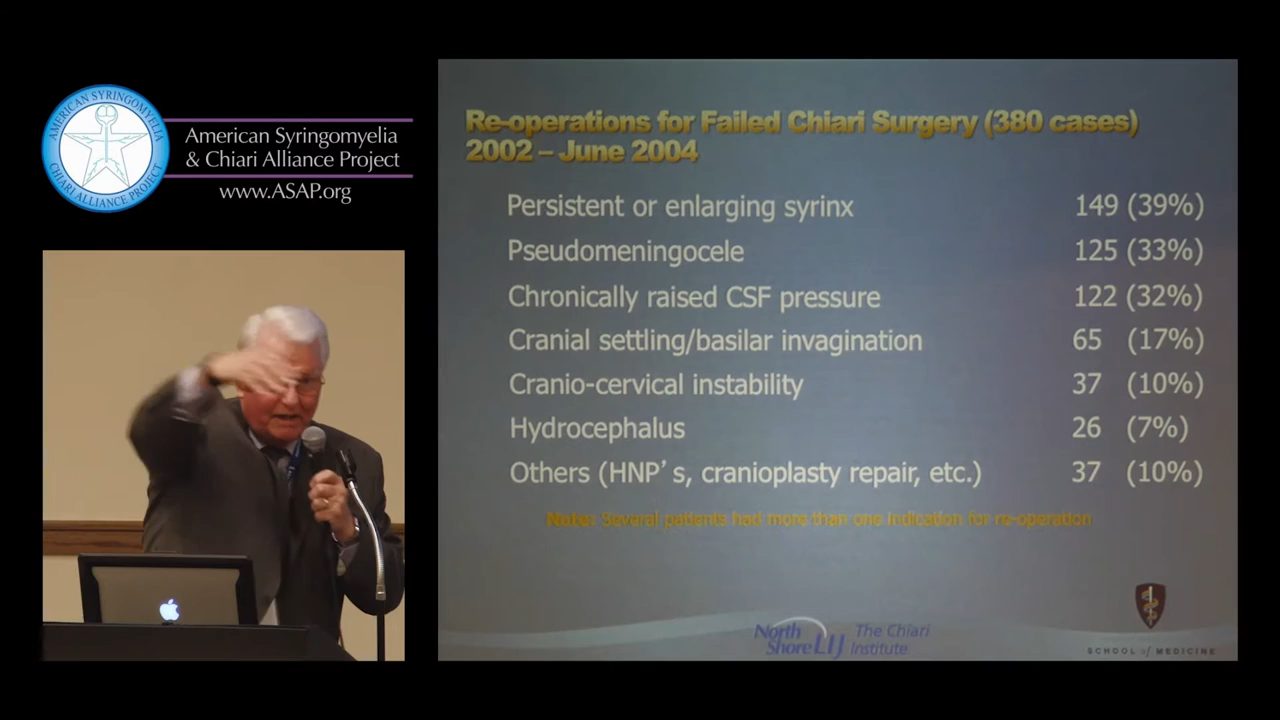 AMERICAN SYRINGOMYELIA
CHIARI ALLIANCE PROJECT
American Syringomyelia
& Chiari Alliance Project
www.ASAP.org
Re-operations for Failed Chiari Surgery (380 cases)
2002 – June 2004
Persistent or enlarging syrinx 149 (39%)
Pseudomeningocele 125 (33%)
Chronically raised CSF pressure 122 (32%)
Cranial settling/basilar invagination 65 (17%)
Cranio-cervical instability 37 (10%)
Hydrocephalus 26 (7%)
Others (HNP's, cranioplasty repair, etc.) 37 (10%)
Note: Several patients had more than one indication for re-operation
North
Shore LIJ
The Chiari
Institute
SCHOOL of MEDICINE